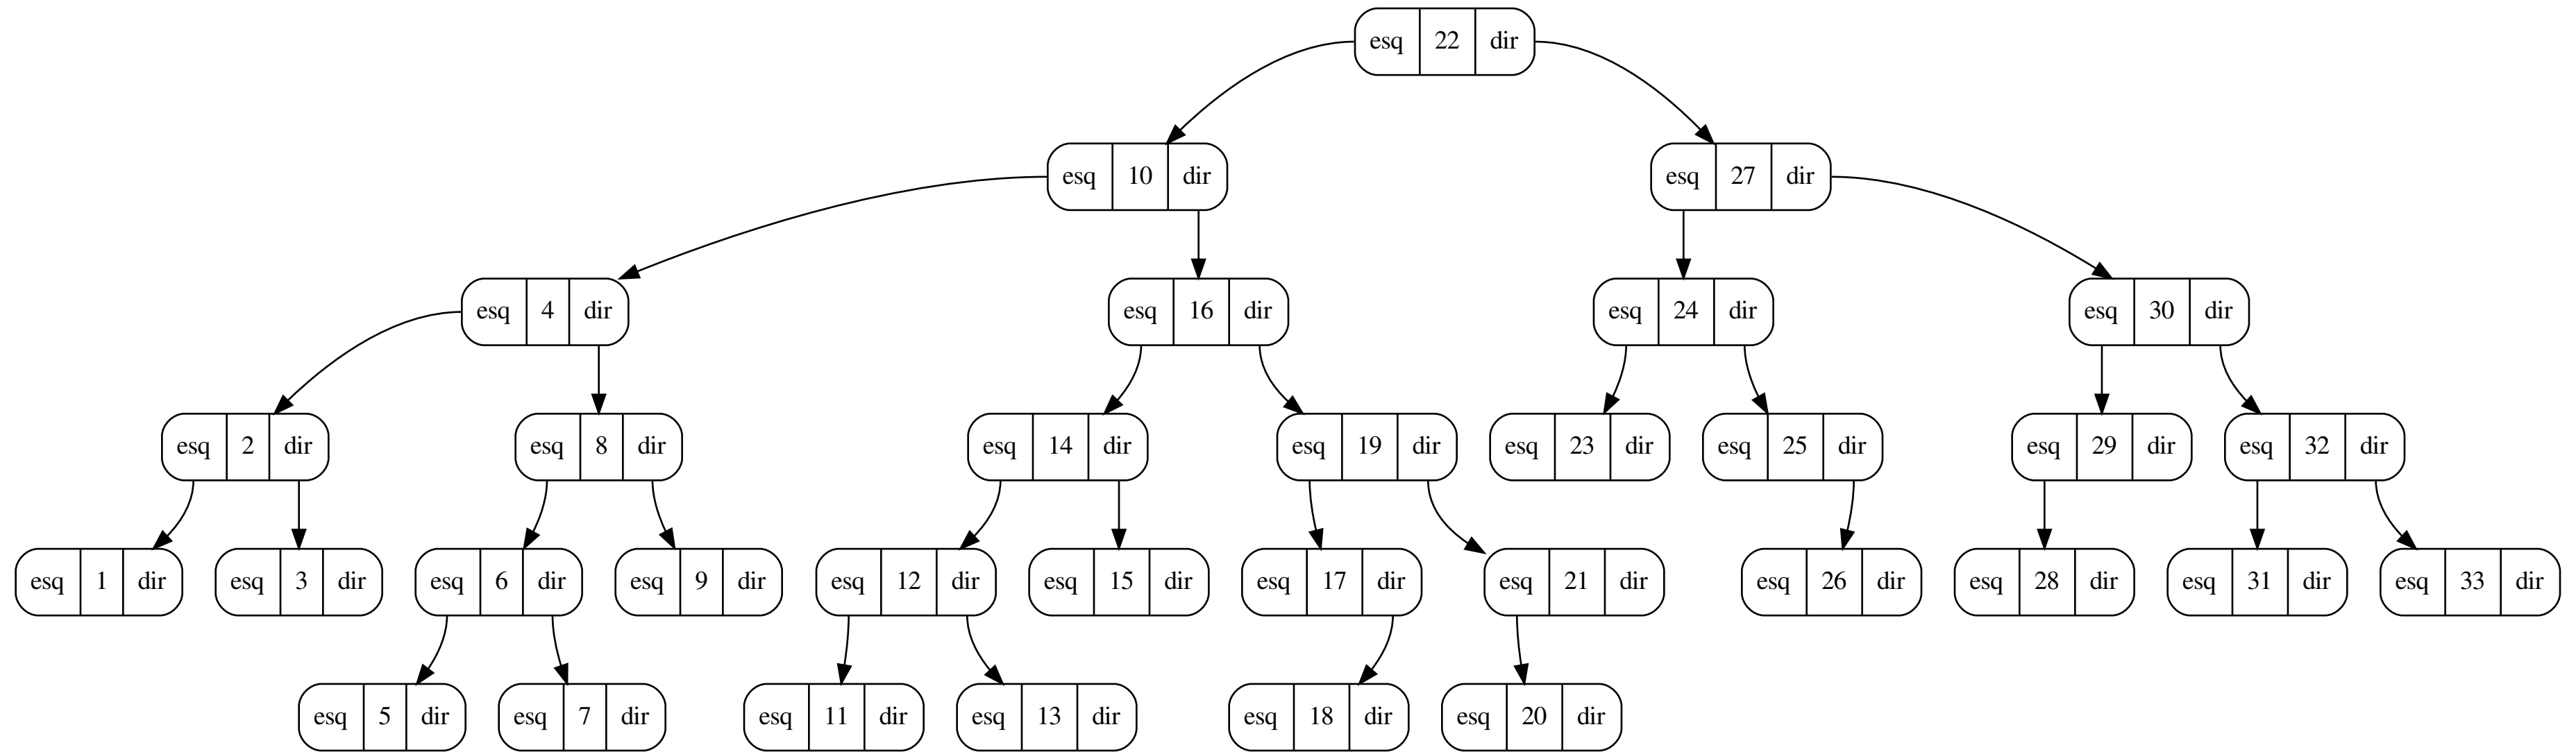 esq 22 dir
esq 10 dir esq 27 dir
esq 4 dir esq 16 dir esq 24 dir esq 30 dir
esq 2 dir esq 8 dir esq 14 dir esq 19 dir esq 23 dir esq 25 dir esq 29 dir esq 32 dir
esq 1 dir esq 3 dir esq 6 dir esq 9 dir esq 12 dir esq 15 dir esq 17 dir esq 21 dir esq 26 dir esq 28 dir esq 31 dir esq 33 dir
esq 5 dir esq 7 dir esq 11 dir esq 13 dir esq 18 dir esq 20 dir